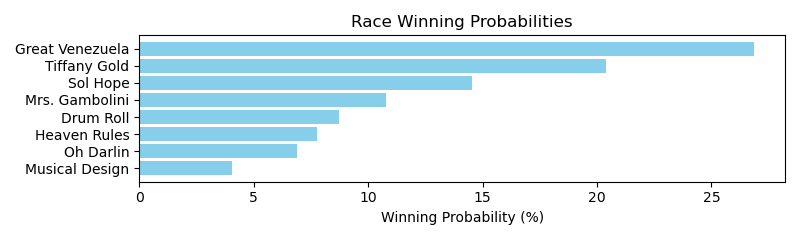 Race Winning Probabilities
Great Venezuela
Tiffany Gold
Sol Hope
Mrs. Gambolini
Drum Roll
Heaven Rules
Oh Darlin
Musical Design
0 5 10 15 20 25
Winning Probability (%)